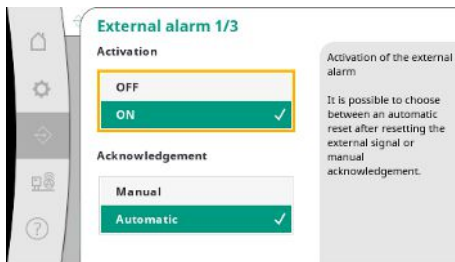 External alarm 1/3
Activation
OFF
ON
Acknowledgement
Manual
Automatic
Activation of the external
alarm
It is possible to choose
between an automatic
reset after resetting the
external signal or
manual
acknowledgement.